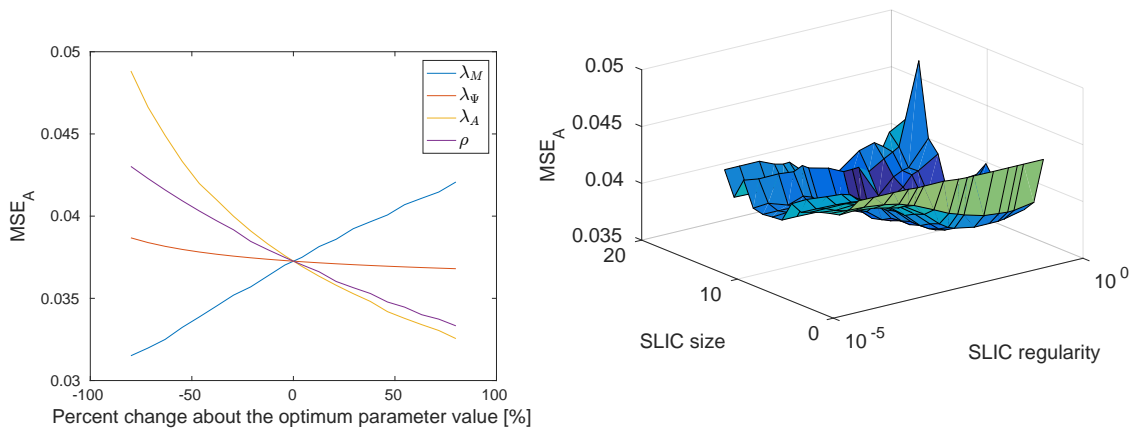 0.05
0.045
0.04
0.035
0.03
MSE_A
-100
-50
0
50
100
Percent change about the optimum parameter value [%]
λ_M
λ_Ψ
λ_A
ρ
0.05
0.045
0.04
0.035
MSE_A
20
10
0
SLIC size
10^-5
10^0
SLIC regularity